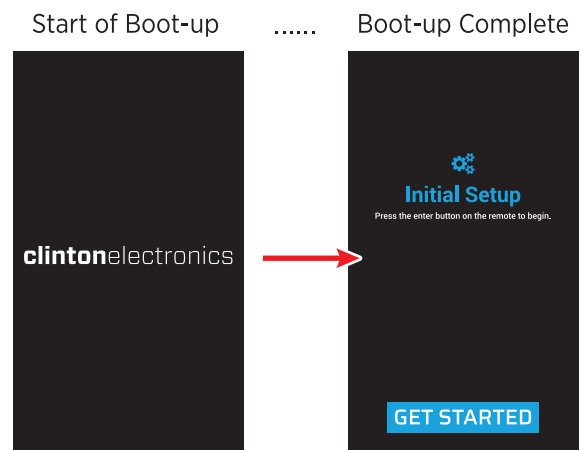 Start of Boot-up ...... Boot-up Complete
clintonelectronics
Initial Setup
Press the enter button on the remote to begin.
GET STARTED